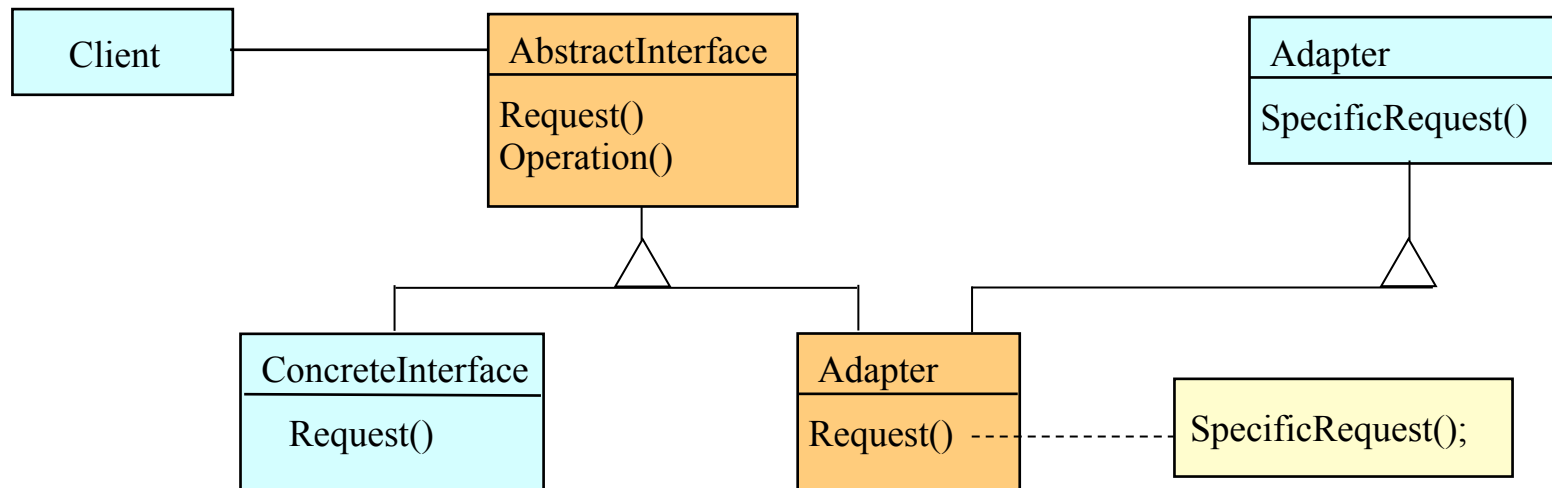 Client
AbstractInterface
Request()
Operation()
Adapter
SpecificRequest()
ConcreteInterface
Request()
Adapter
Request()
SpecificRequest();